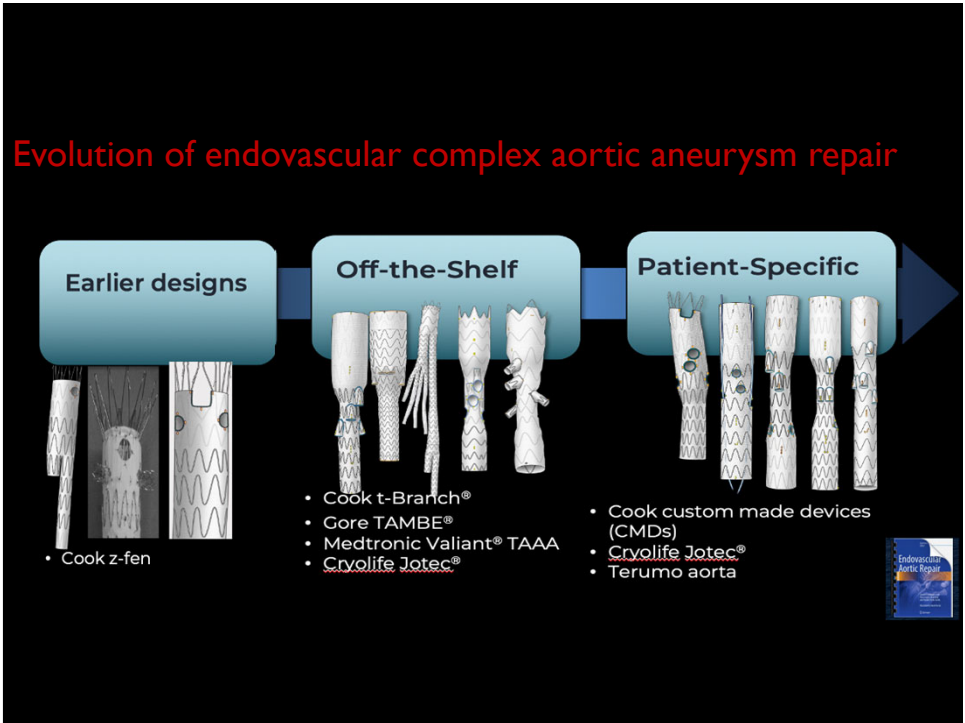 Evolution of endovascular complex aortic aneurysm repair
Earlier designs
• Cook z-fen
Off-the-Shelf
• Cook t-Branch®
• Gore TAMBE®
• Medtronic Valiant® TAAA
• Cryolife Jotec®
Patient-Specific
• Cook custom made devices
(CMDs)
• Cryolife Jotec®
• Terumo aorta
Endovascular
Aortic Repair